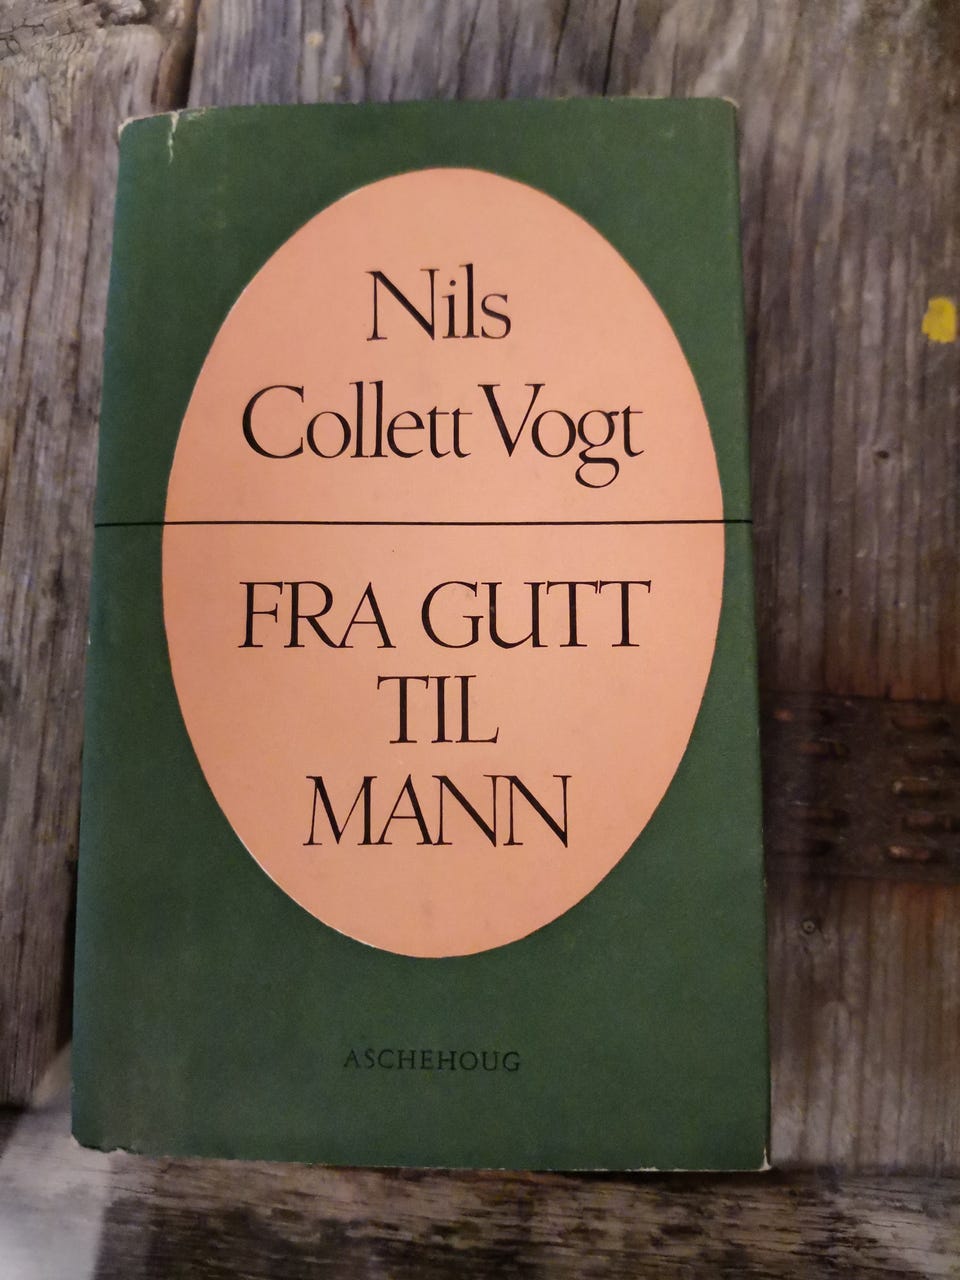 Nils
Collett Vogt
FRA GUTT
TIL
MANN
ASCHEHOUG